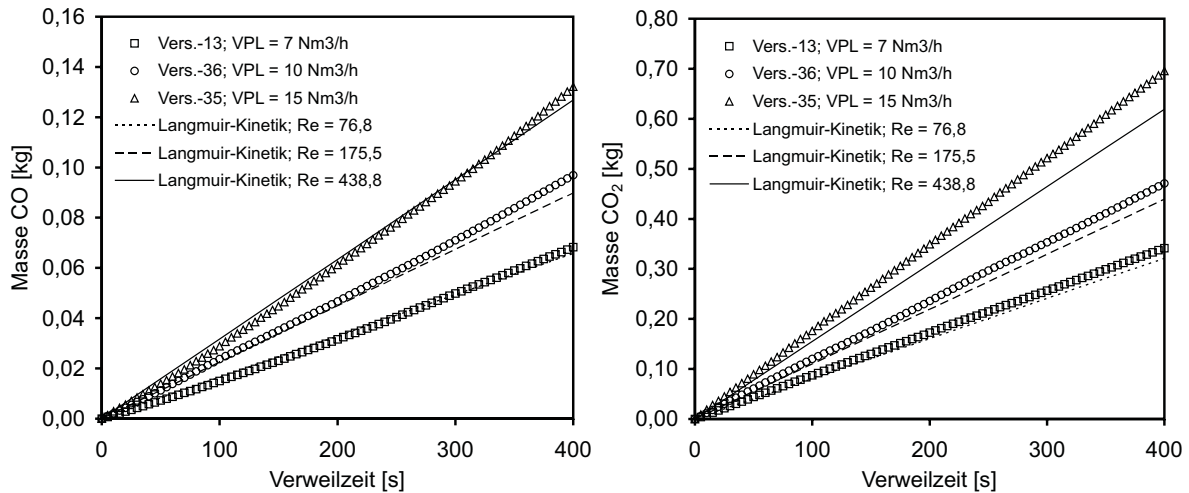 0,16
0,14
0,12
0,10
0,08
0,06
0,04
0,02
0,00
Masse CO [kg]
Vers.-13; VPL = 7 Nm3/h
Vers.-36; VPL = 10 Nm3/h
Vers.-35; VPL = 15 Nm3/h
Langmuir-Kinetik; Re = 76,8
Langmuir-Kinetik; Re = 175,5
Langmuir-Kinetik; Re = 438,8
0 100 200 300 400
Verweilzeit [s]
0,80
0,70
0,60
0,50
0,40
0,30
0,20
0,10
0,00
Masse CO₂ [kg]
Vers.-13; VPL = 7 Nm3/h
Vers.-36; VPL = 10 Nm3/h
Vers.-35; VPL = 15 Nm3/h
Langmuir-Kinetik; Re = 76,8
Langmuir-Kinetik; Re = 175,5
Langmuir-Kinetik; Re = 438,8
0 100 200 300 400
Verweilzeit [s]